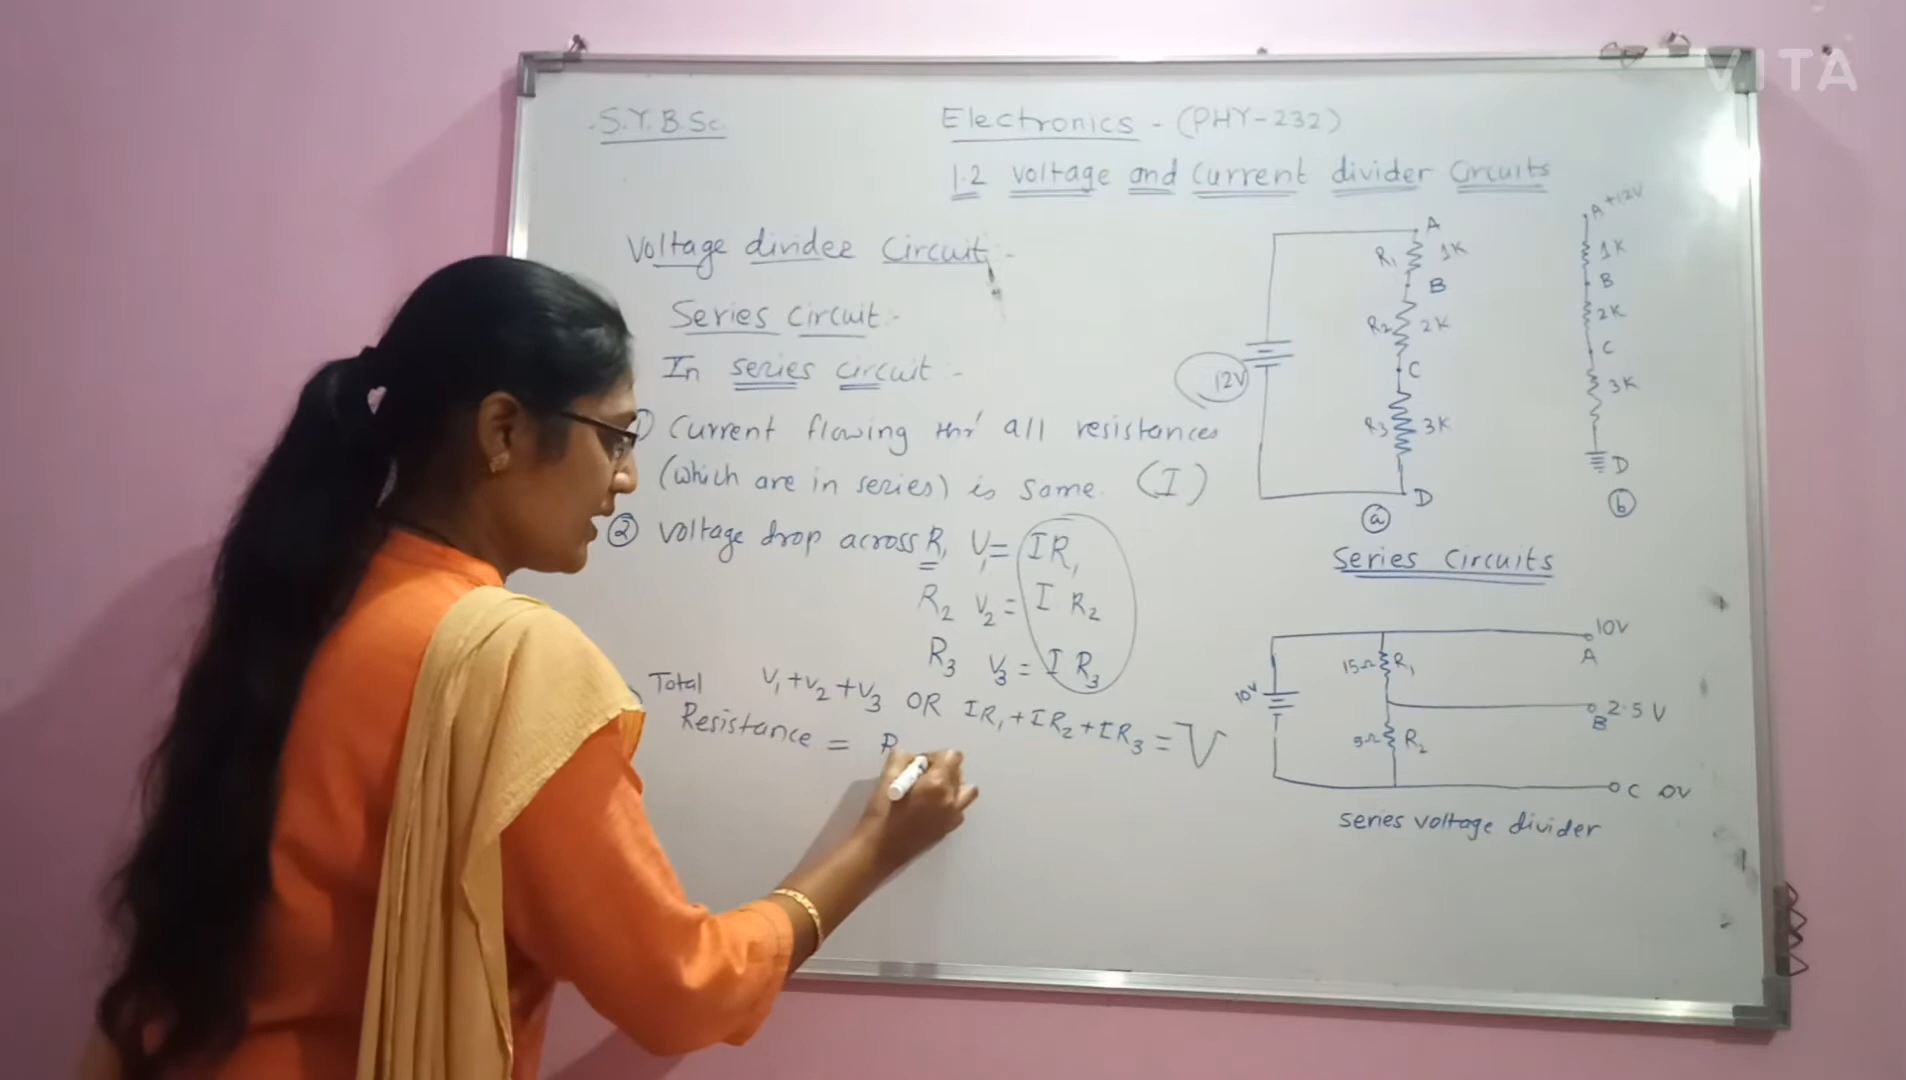 VITA
S.Y.B.Sc.
Electronics - (PHY-232)
1.2 voltage and current divider circuits
Voltage divider Circuit :-
Series circuit :-
In series circuit :-
① Current flowing thr' all resistances
(which are in series) is same. (I)
② Voltage drop across R₁ V₁ = IR₁
R₂ V₂ = I R₂
R₃ V₃ = I R₃
V₁+V₂+V₃ OR IR₁+IR₂+IR₃ = V
Total
Resistance = R
A
R₁ 1K
B
R₂ 2K
C
R₃ 3K
D
12V
ⓐ
A +12V
1K
B
2K
C
3K
D
ⓑ
Series Circuits
10V
A
15Ω R₁
10V
B 2.5 V
R₂
C 0V
series voltage divider